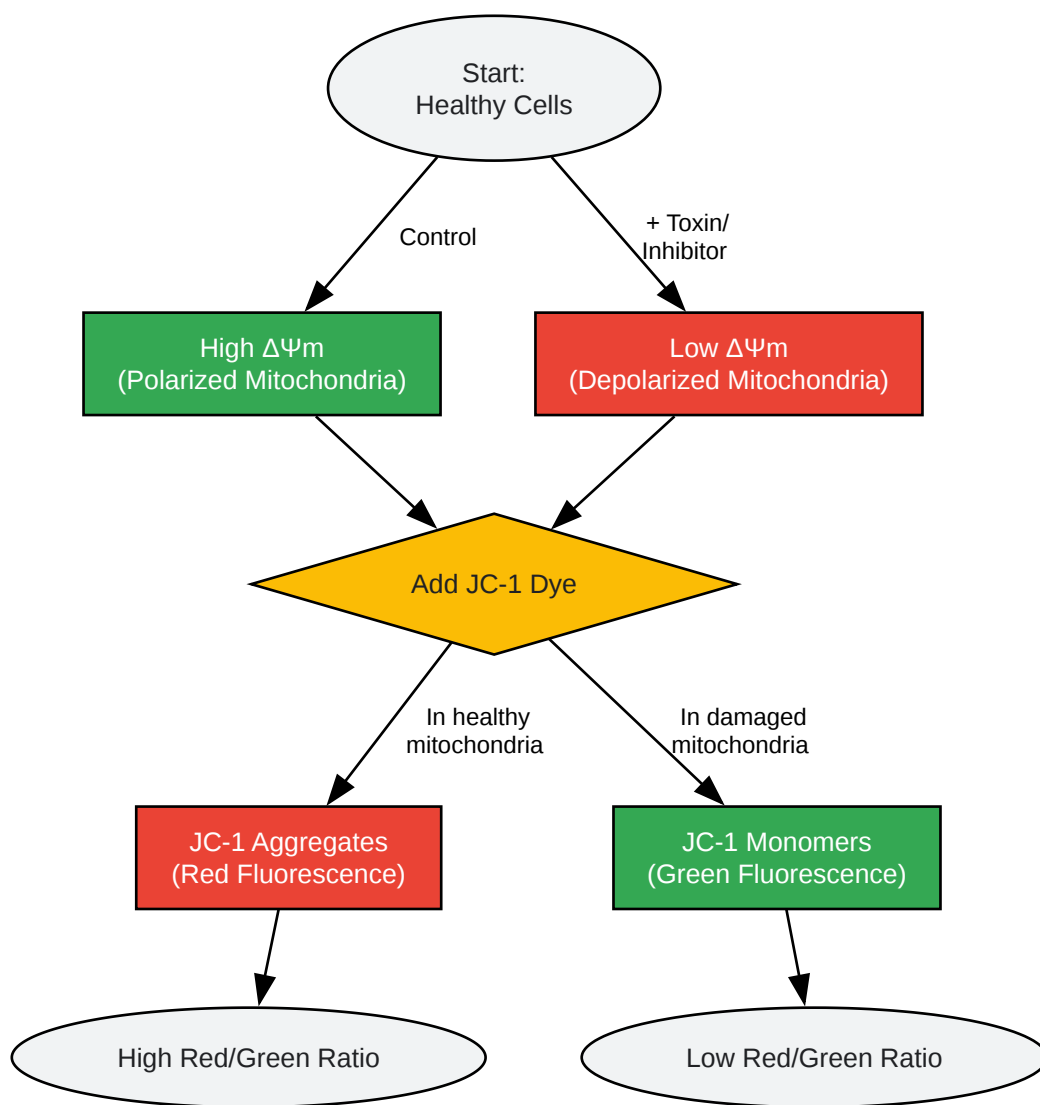 Start:
Healthy Cells
Control
+ Toxin/
Inhibitor
High ΔΨm
(Polarized Mitochondria)
Low ΔΨm
(Depolarized Mitochondria)
Add JC-1 Dye
In healthy
mitochondria
In damaged
mitochondria
JC-1 Aggregates
(Red Fluorescence)
JC-1 Monomers
(Green Fluorescence)
High Red/Green Ratio
Low Red/Green Ratio